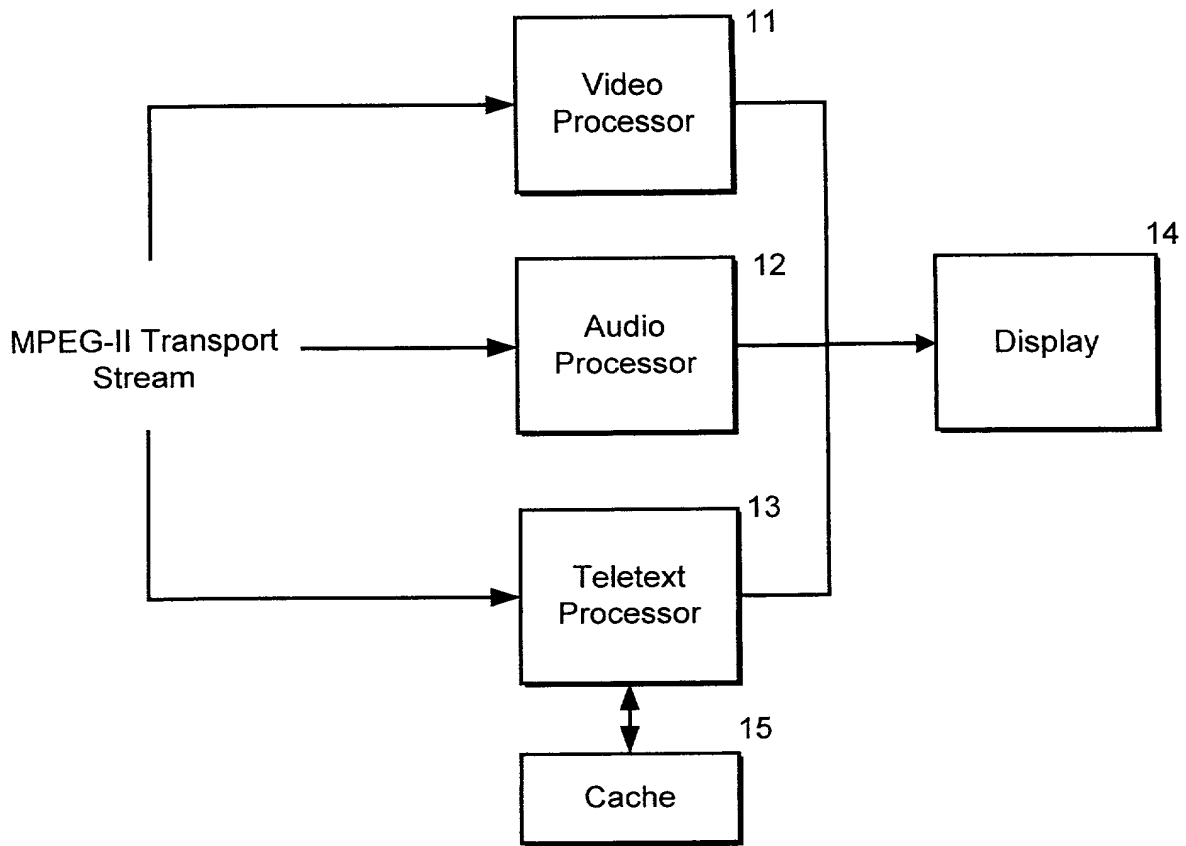 11
Video
Processor
12
Audio
Processor
14
Display
MPEG-II Transport
Stream
13
Teletext
Processor
15
Cache